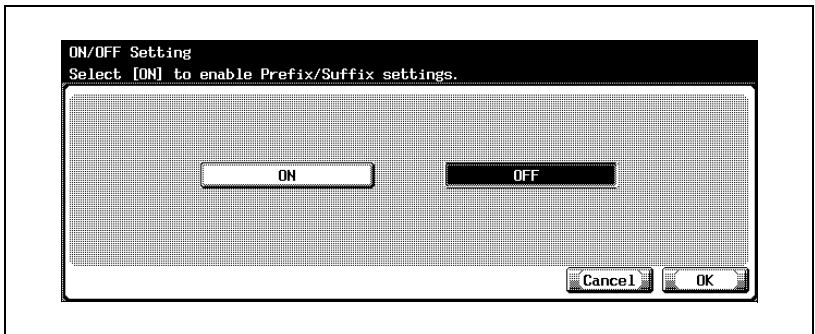 ON/OFF Setting
Select [ON] to enable Prefix/Suffix settings.
ON OFF
Cancel OK